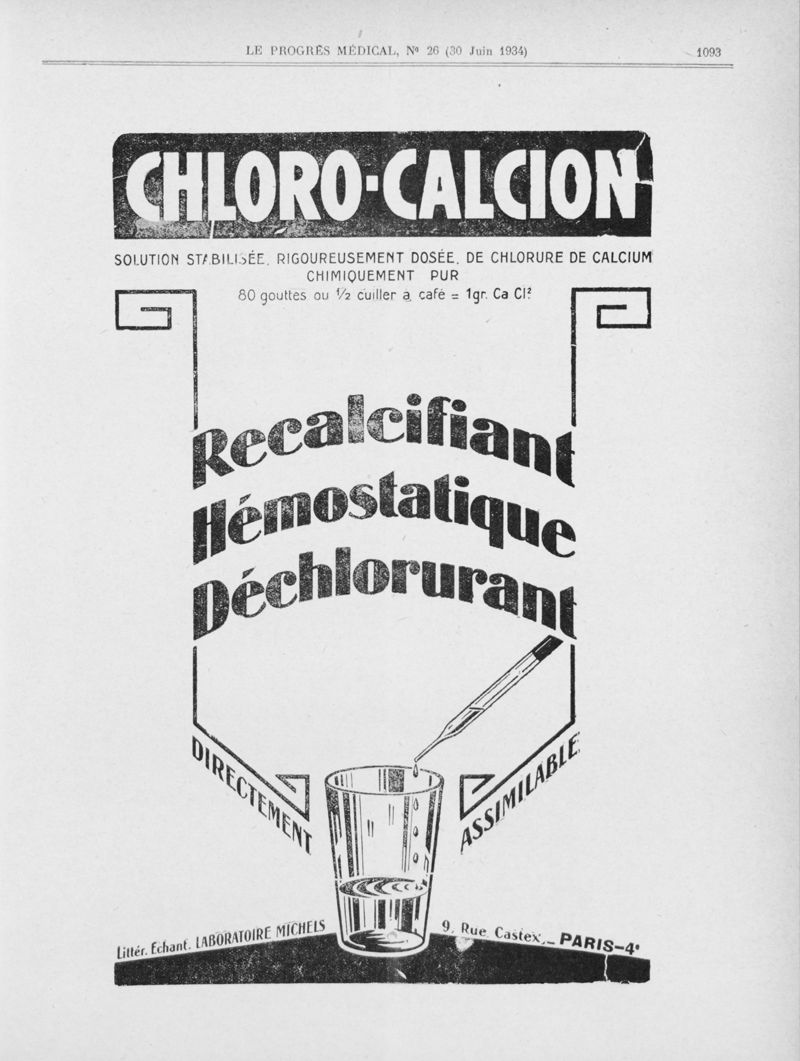 LE PROGRÈS MÉDICAL, Nº 26 (30 Juin 1934)
1093
CHLORO-CALCION
SOLUTION STABILISÉE, RIGOUREUSEMENT DOSÉE, DE CHLORURE DE CALCIUM
CHIMIQUEMENT PUR
80 gouttes ou ½ cuiller a café = 1gr. Ca Cl²
Recalcifiant
Hémostatique
Déchlorurant
DIRECTEMENT
ASSIMILABLE
Littér. Echant. LABORATOIRE MICHELS
9, Rue Castex._ PARIS-4ᵉ